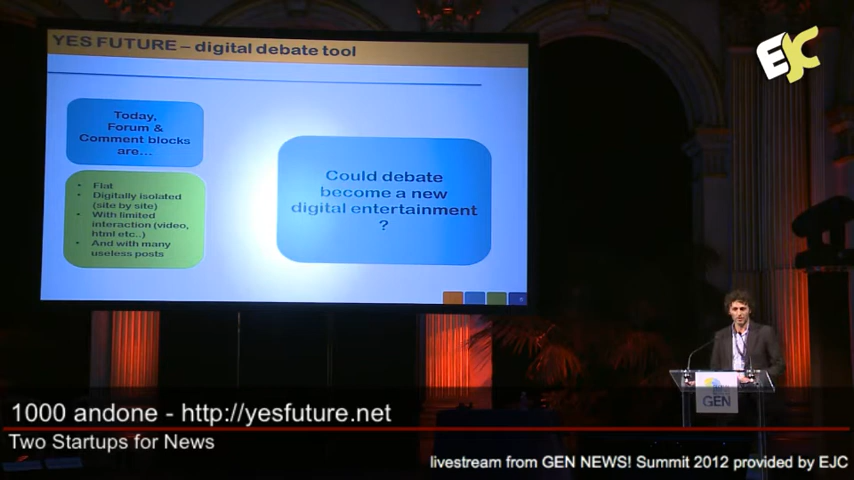 YES FUTURE – digital debate tool
EJC
Today,
Forum &
Comment blocks
are...
• Flat
• Digitally isolated
(site by site)
• With limited
interaction (video,
html etc..)
• And with many
useless posts
Could debate
become a new
digital entertainment
?
GEN
1000 andone - http://yesfuture.net
Two Startups for News
livestream from GEN NEWS! Summit 2012 provided by EJC